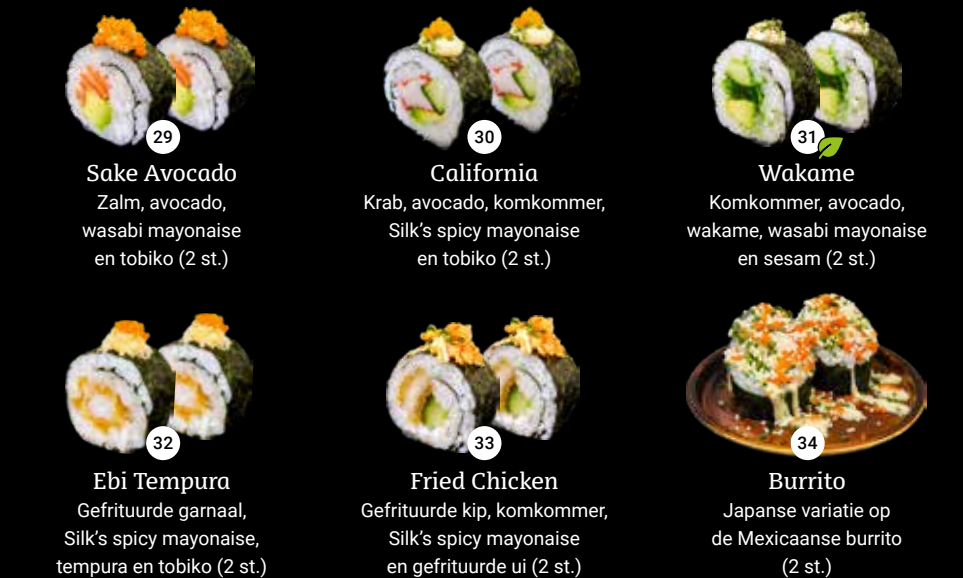 29
Sake Avocado
Zalm, avocado,
wasabi mayonaise
en tobiko (2 st.)
30
California
Krab, avocado, komkommer,
Silk’s spicy mayonaise
en tobiko (2 st.)
31
Wakame
Komkommer, avocado,
wakame, wasabi mayonaise
en sesam (2 st.)
32
Ebi Tempura
Gefrituurde garnaal,
Silk’s spicy mayonaise,
tempura en tobiko (2 st.)
33
Fried Chicken
Gefrituurde kip, komkommer,
Silk’s spicy mayonaise
en gefrituurde ui (2 st.)
34
Burrito
Japanse variatie op
de Mexicaanse burrito
(2 st.)